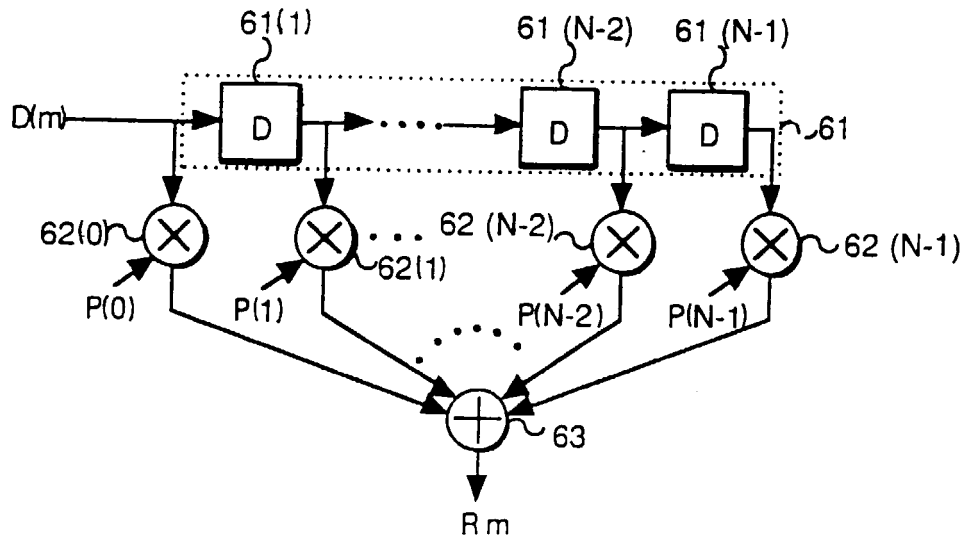 61(1)
61 (N-2)
61 (N-1)
D(m)
D
D
D
61
62(0)
62(1)
62 (N-2)
62 (N-1)
P(0)
P(1)
P(N-2)
P(N-1)
63
Rm